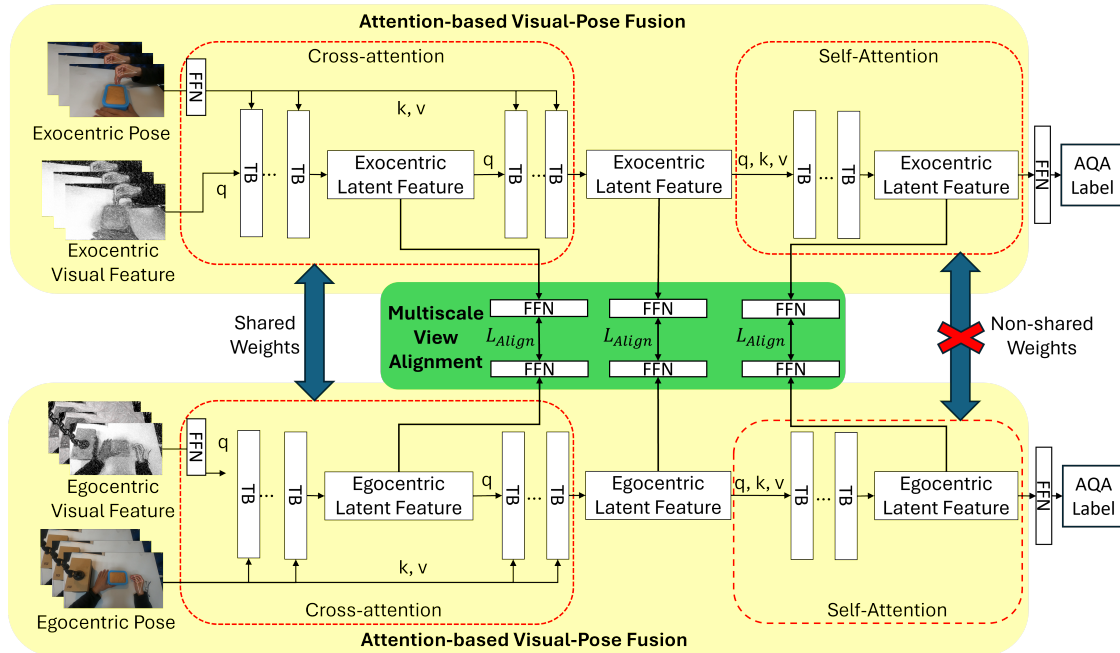 Attention-based Visual-Pose Fusion
Cross-attention
Self-Attention
FFN
k, v
Exocentric Pose
q
TB
...
TB
Exocentric
Latent Feature
q
TB
...
TB
Exocentric
Latent Feature
q, k, v
TB
...
TB
Exocentric
Latent Feature
FFN
AQA
Label
Exocentric
Visual Feature
Shared
Weights
Multiscale
View
Alignment
FFN
L_Align
FFN
FFN
L_Align
FFN
FFN
L_Align
FFN
Non-shared
Weights
FFN
q
Egocentric
Visual Feature
TB
...
TB
Egocentric
Latent Feature
q
TB
...
TB
Egocentric
Latent Feature
q, k, v
TB
...
TB
Egocentric
Latent Feature
FFN
AQA
Label
k, v
Egocentric Pose
Cross-attention
Self-Attention
Attention-based Visual-Pose Fusion